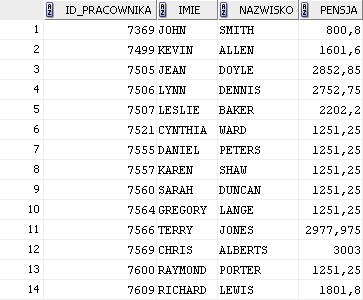 ID_PRACOWNIKA IMIE NAZWISKO PENSJA
1 7369 JOHN SMITH 800,8
2 7499 KEVIN ALLEN 1601,6
3 7505 JEAN DOYLE 2852,85
4 7506 LYNN DENNIS 2752,75
5 7507 LESLIE BAKER 2202,2
6 7521 CYNTHIA WARD 1251,25
7 7555 DANIEL PETERS 1251,25
8 7557 KAREN SHAW 1251,25
9 7560 SARAH DUNCAN 1251,25
10 7564 GREGORY LANGE 1251,25
11 7566 TERRY JONES 2977,975
12 7569 CHRIS ALBERTS 3003
13 7600 RAYMOND PORTER 1251,25
14 7609 RICHARD LEWIS 1801,8